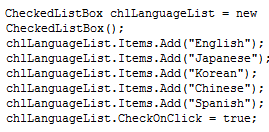 CheckedListBox chlLanguageList = new
CheckedListBox();
chlLanguageList.Items.Add("English");
chlLanguageList.Items.Add("Japanese");
chlLanguageList.Items.Add("Korean");
chlLanguageList.Items.Add("Chinese");
chlLanguageList.Items.Add("Spanish");
chlLanguageList.CheckOnClick = true;